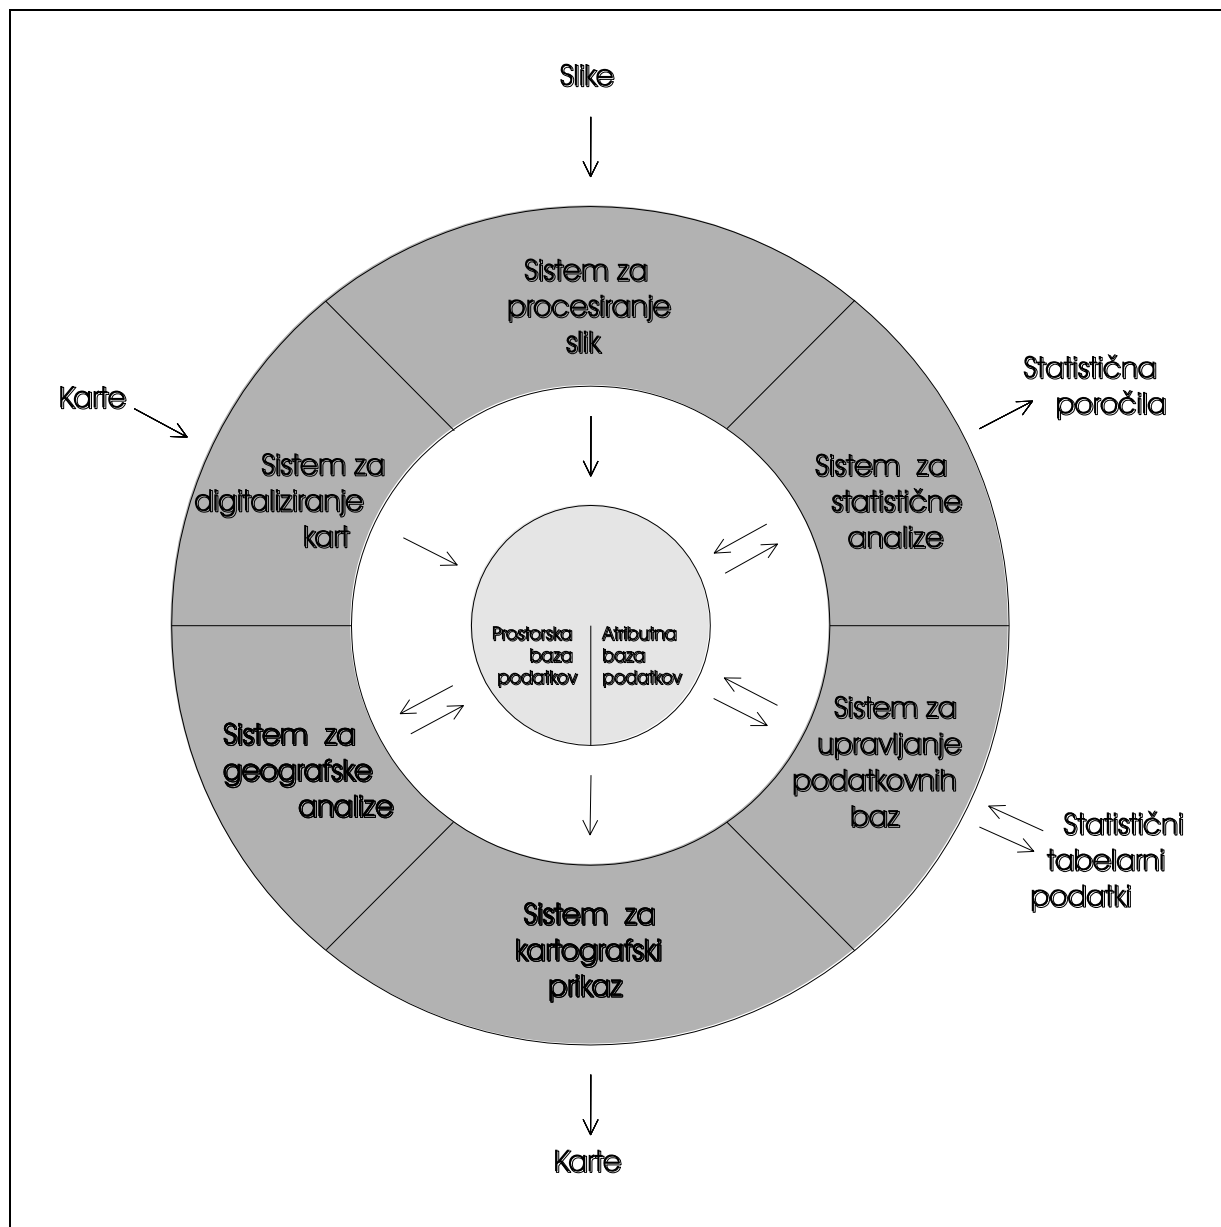 Slike
Sistem za
procesiranje
slik
Karte
Statistična
poročila
Sistem za
digitaliziranje
kart
Sistem za
statistične
analize
Prostorska
baza
podatkov
Atributna
baza
podatkov
Sistem za
geografske
analize
Sistem za
upravljanje
podatkovnih
baz
Statistični
tabelarni
podatki
Sistem za
kartografski
prikaz
Karte